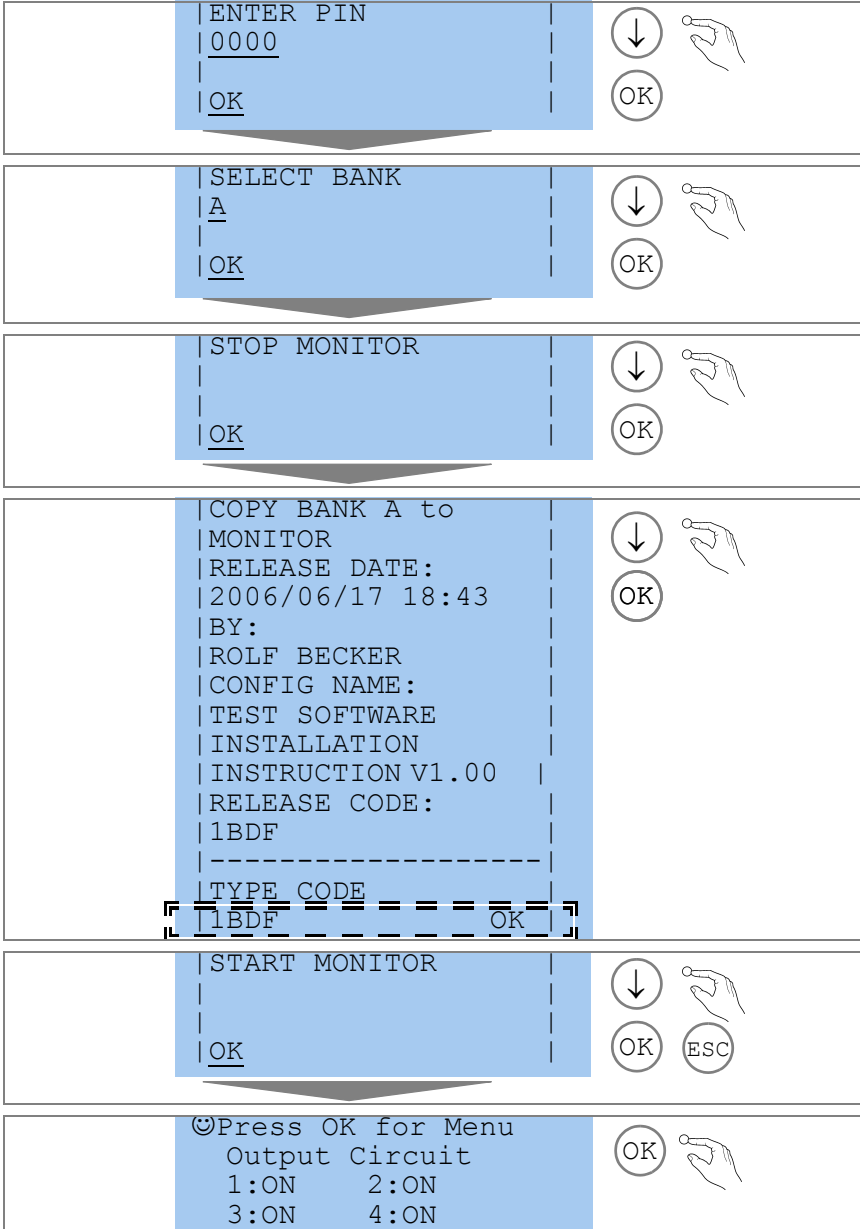 |ENTER PIN |
|0000 | ↓
| |
|OK | OK
|SELECT BANK |
|A | ↓
| |
|OK | OK
|STOP MONITOR |
| | ↓
| |
|OK | OK
|COPY BANK A to |
|MONITOR | ↓
|RELEASE DATE: |
|2006/06/17 18:43 | OK
|BY: |
|ROLF BECKER |
|CONFIG NAME: |
|TEST SOFTWARE |
|INSTALLATION |
|INSTRUCTION V1.00 |
|RELEASE CODE: |
|1BDF |
|-------------------|
|TYPE CODE |
|1BDF OK |
|START MONITOR |
| | ↓
| |
|OK | OK ESC
☺Press OK for Menu OK
Output Circuit
1:ON 2:ON
3:ON 4:ON